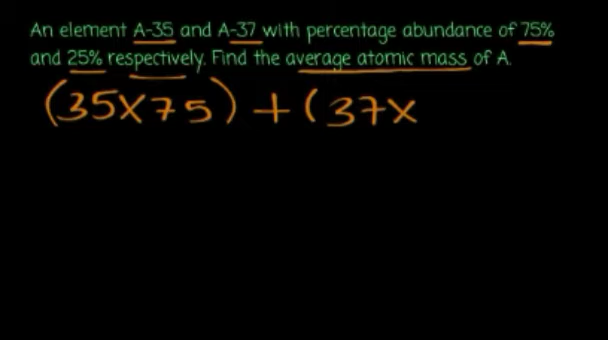 An element A-35 and A-37 with percentage abundance of 75%
and 25% respectively. Find the average atomic mass of A.
(35X75) + (37X